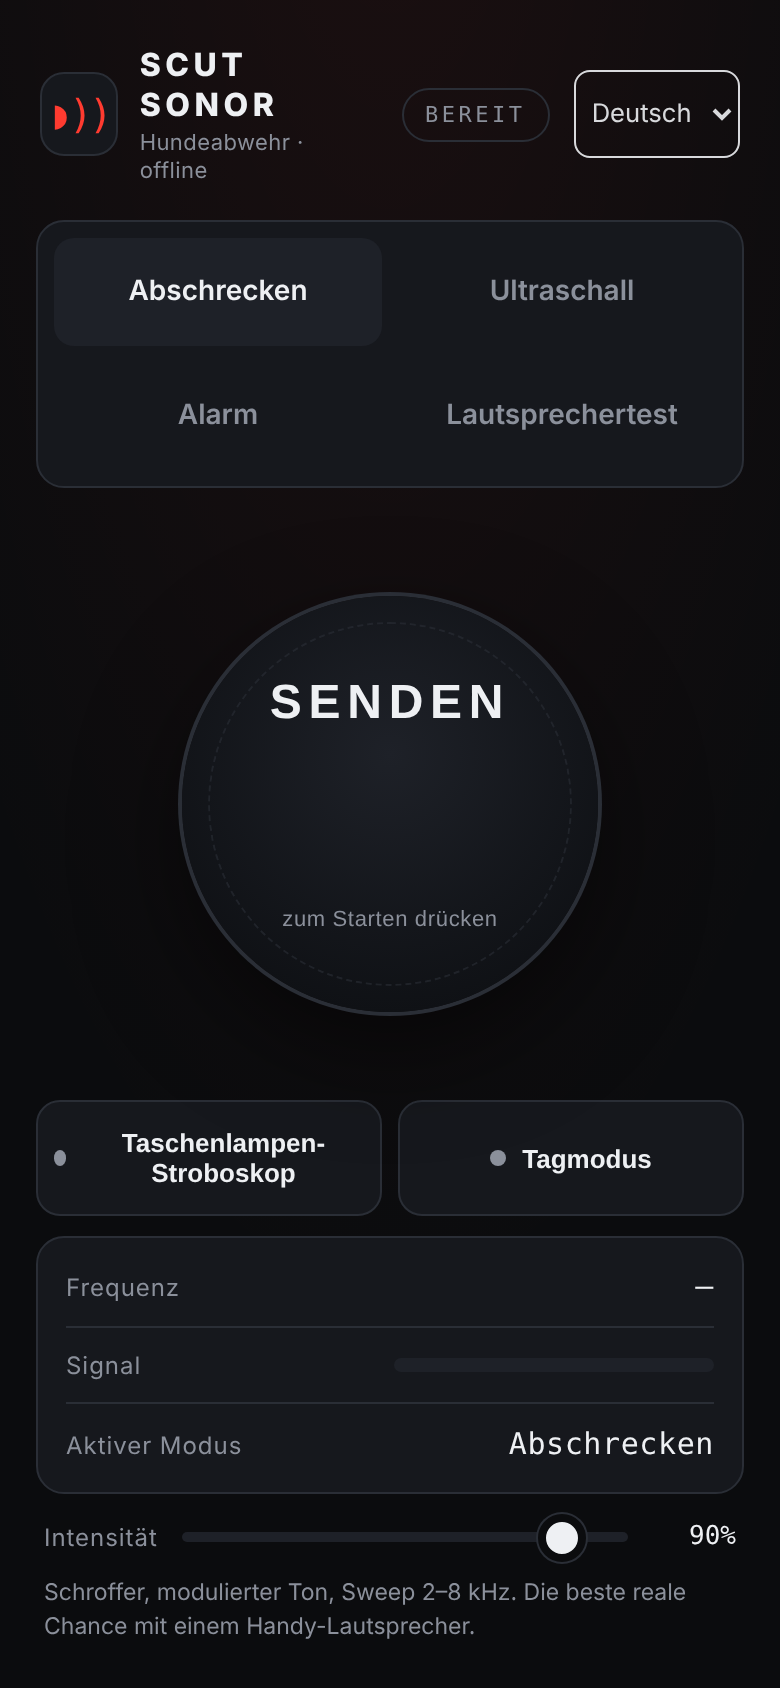 SCUT
SONOR
Hundeabwehr ·
offline
BEREIT
Deutsch
Abschrecken
Ultraschall
Alarm
Lautsprechertest
SENDEN
zum Starten drücken
Taschenlampen-
Stroboskop
Tagmodus
Frequenz
—
Signal
Aktiver Modus
Abschrecken
Intensität
90%
Schroffer, modulierter Ton, Sweep 2–8 kHz. Die beste reale
Chance mit einem Handy-Lautsprecher.